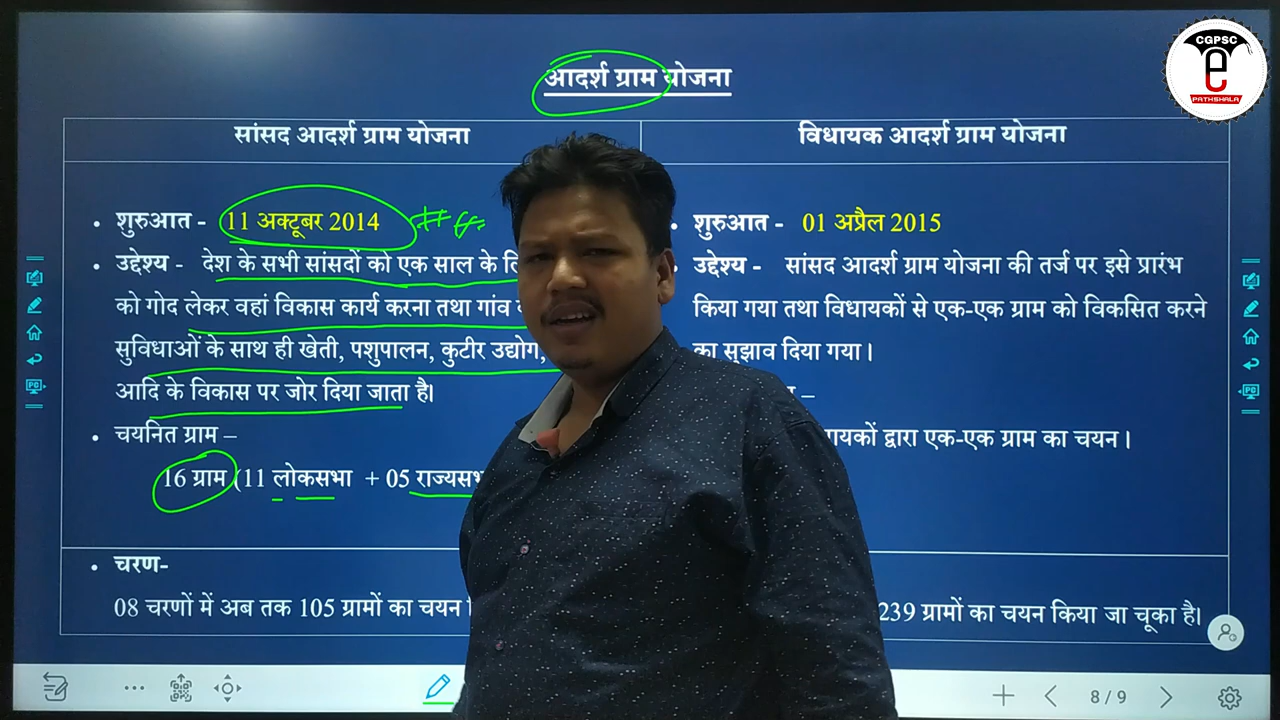 CGPSC
e
PATHSHALA
आदर्श ग्राम योजना
सांसद आदर्श ग्राम योजना
विधायक आदर्श ग्राम योजना
• शुरुआत - 11 अक्टूबर 2014
• उद्देश्य - देश के सभी सांसदों को एक साल के
को गोद लेकर वहां विकास कार्य करना तथा गांव
सुविधाओं के साथ ही खेती, पशुपालन, कुटीर उद्योग,
आदि के विकास पर जोर दिया जाता है।
• चयनित ग्राम –
16 ग्राम (11 लोकसभा + 05
• चरण-
08 चरणों में अब तक 105 ग्रामों का चयन
• शुरुआत - 01 अप्रैल 2015
उद्देश्य - सांसद आदर्श ग्राम योजना की तर्ज पर इसे प्रारंभ
किया गया तथा विधायकों से एक-एक ग्राम को विकसित करने
का सुझाव दिया गया।
–
द्वारा एक-एक ग्राम का चयन।
239 ग्रामों का चयन किया जा चूका है।
PC
PC
8/9